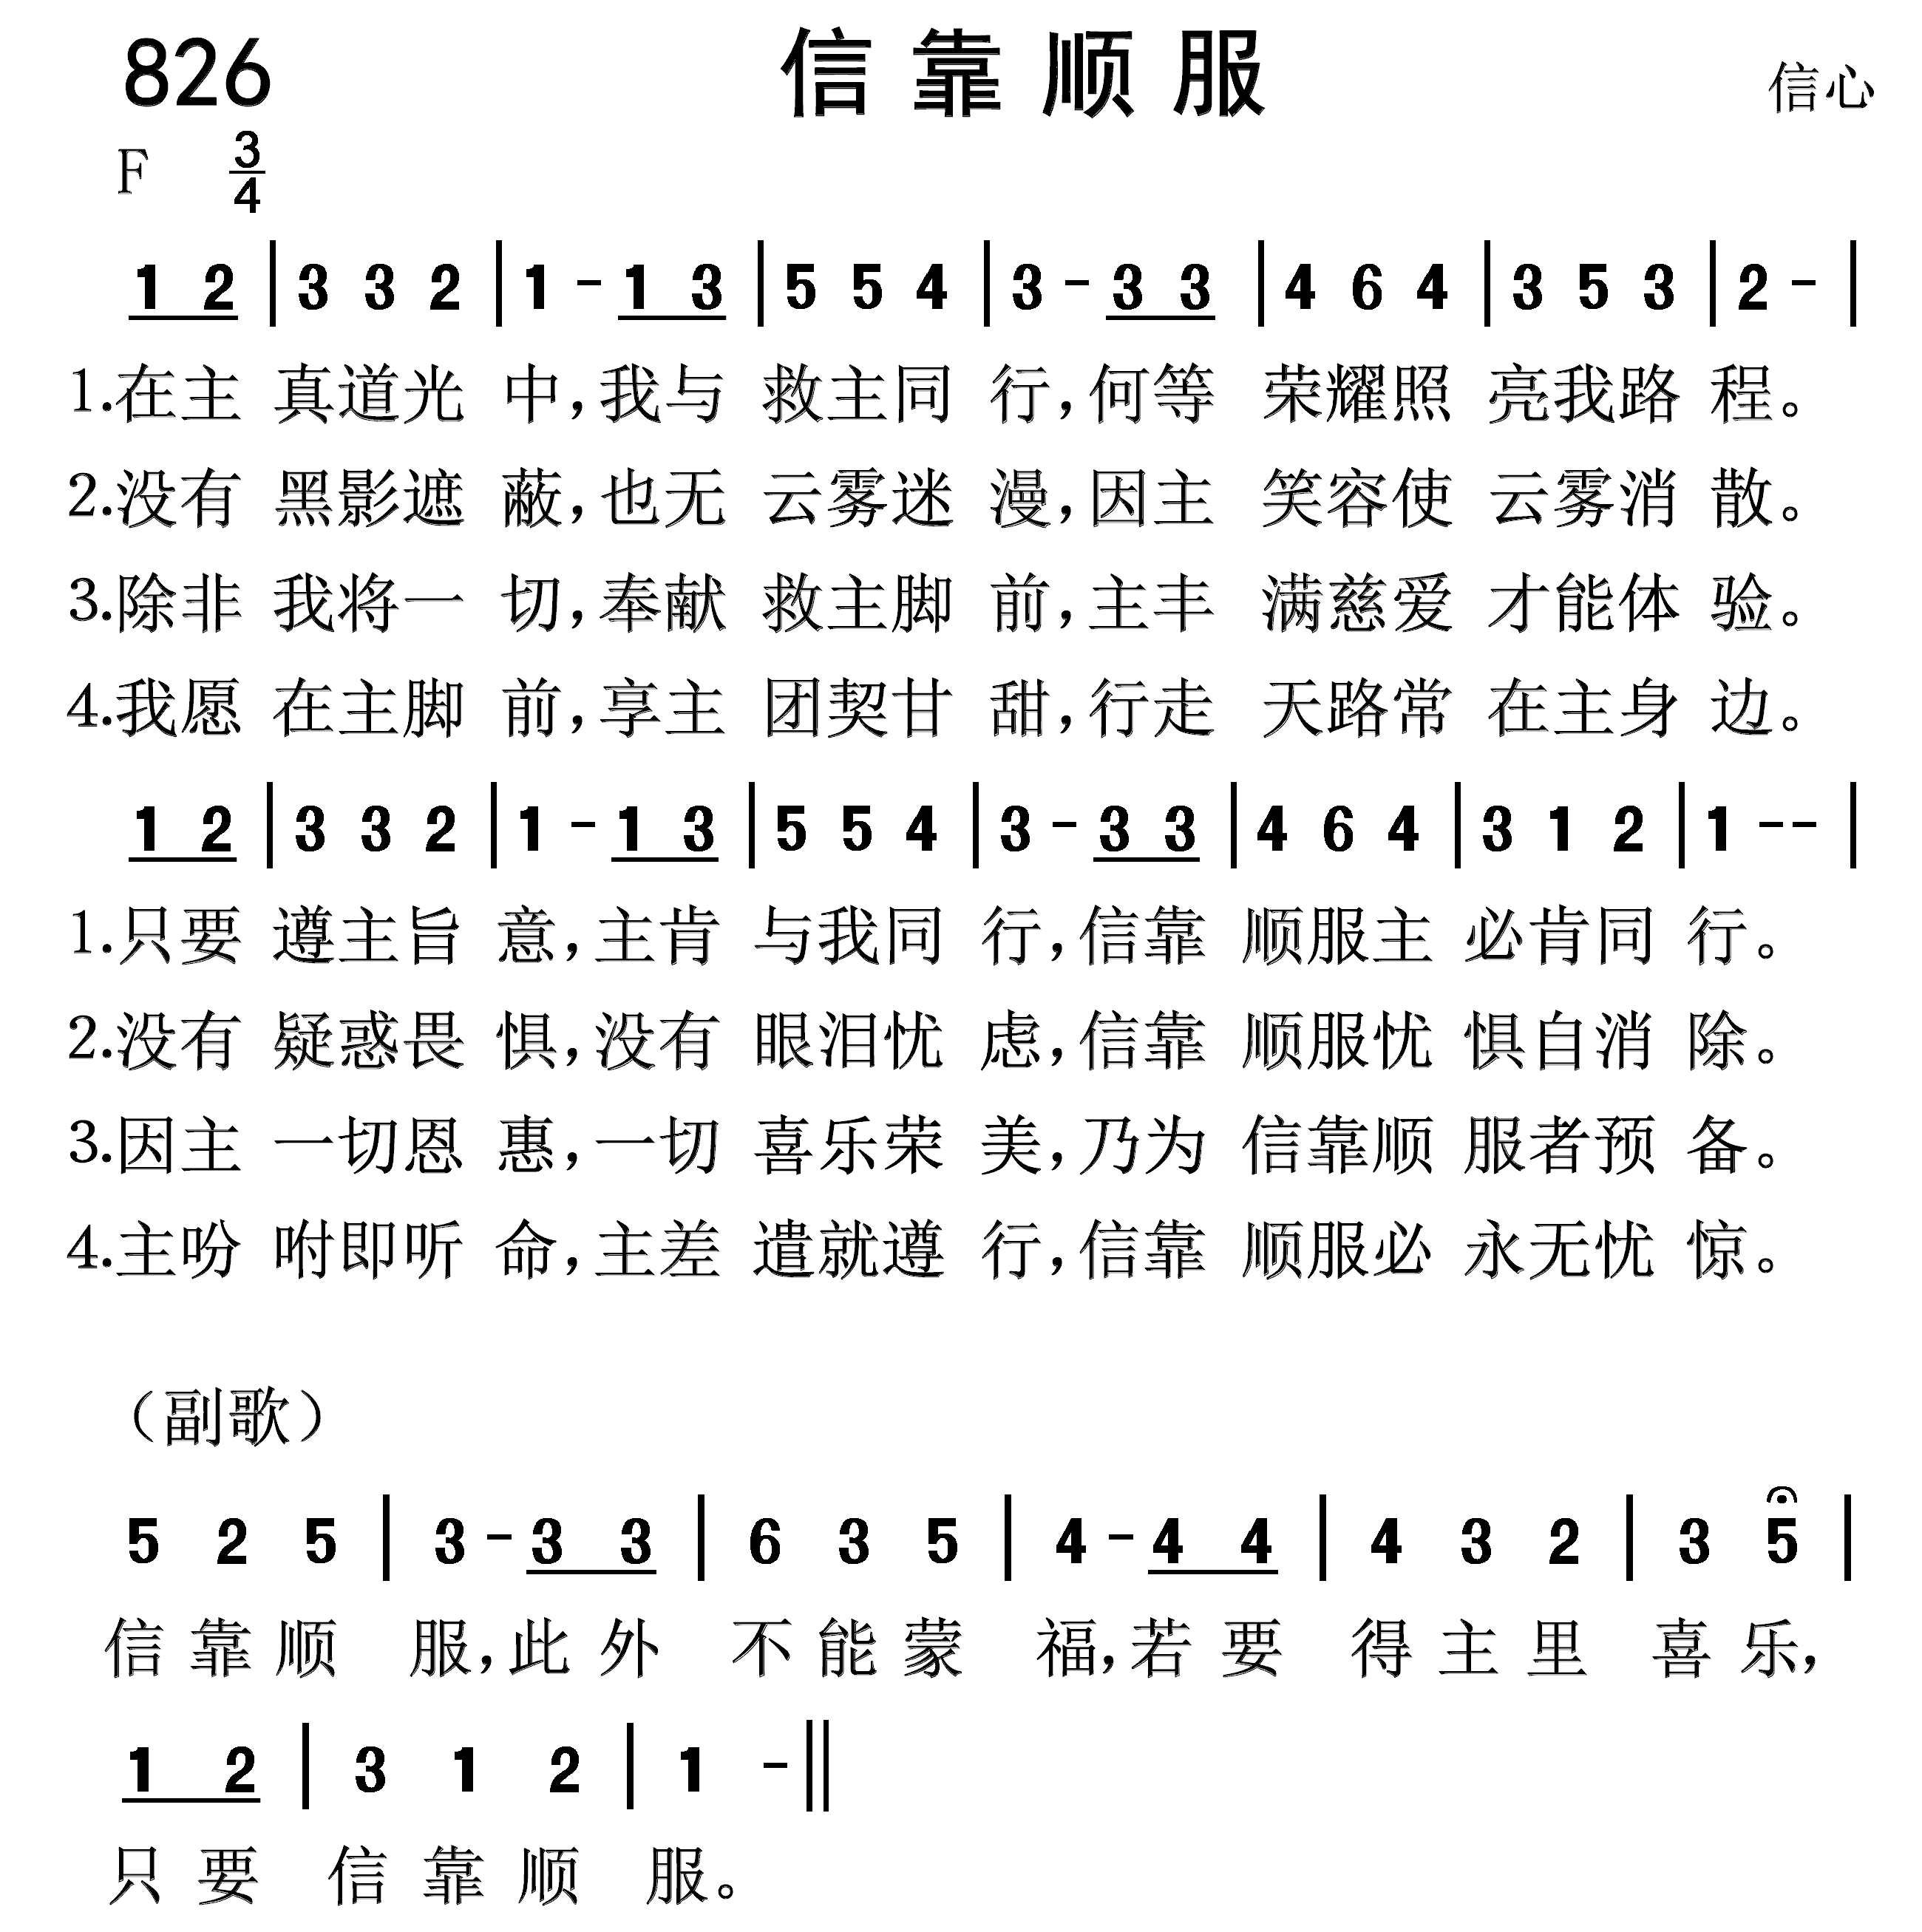 826 信靠顺服 信心
F 3/4
1 2 | 3 3 2 | 1 - 1 3 | 5 5 4 | 3 - 3 3 | 4 6 4 | 3 5 3 | 2 - |
1.在主 真道光 中,我与 救主同 行,何等 荣耀照 亮我路 程。
2.没有 黑影遮 蔽,也无 云雾迷 漫,因主 笑容使 云雾消 散。
3.除非 我将一 切,奉献 救主脚 前,主丰 满慈爱 才能体 验。
4.我愿 在主脚 前,享主 团契甘 甜,行走 天路常 在主身 边。
1 2 | 3 3 2 | 1 - 1 3 | 5 5 4 | 3 - 3 3 | 4 6 4 | 3 1 2 | 1 - - |
1.只要 遵主旨 意,主肯 与我同 行,信靠 顺服主 必肯同 行。
2.没有 疑惑畏 惧,没有 眼泪忧 虑,信靠 顺服忧 惧自消 除。
3.因主 一切恩 惠,一切 喜乐荣 美,乃为 信靠顺 服者预 备。
4.主吩 咐即听 命,主差 遣就遵 行,信靠 顺服必 永无忧 惊。
（副歌）
5 2 5 | 3 - 3 3 | 6 3 5 | 4 - 4 4 | 4 3 2 | 3 5 |
信靠顺 服,此外 不能蒙 福,若要 得主里 喜乐,
1 2 | 3 1 2 | 1 - ‖
只要 信靠顺 服。